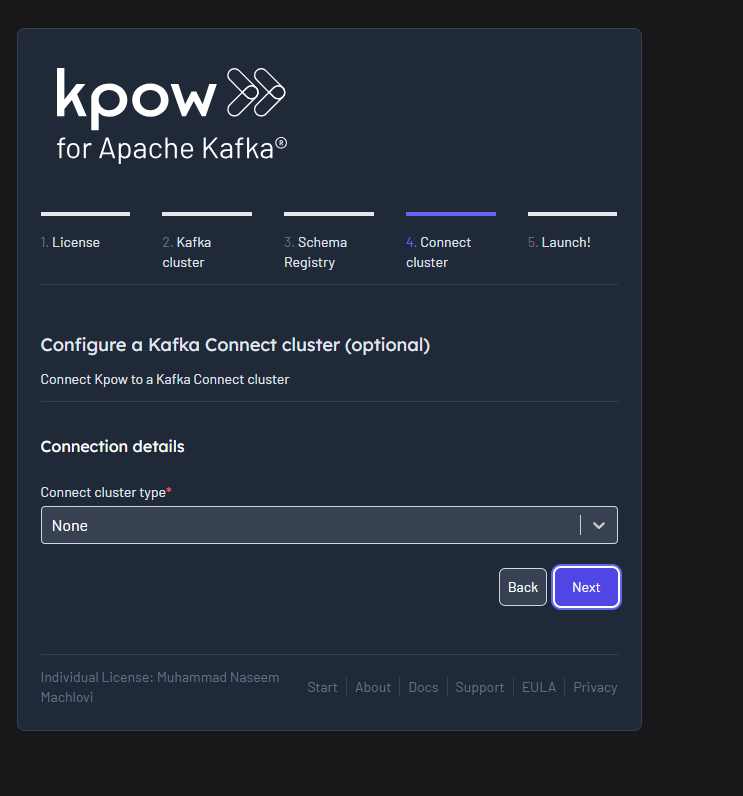 kpow
for Apache Kafka®
1. License
2. Kafka
cluster
3. Schema
Registry
4. Connect
cluster
5. Launch!
Configure a Kafka Connect cluster (optional)
Connect Kpow to a Kafka Connect cluster
Connection details
Connect cluster type*
None
Back
Next
Individual License: Muhammad Naseem
Machlovi
Start
About
Docs
Support
EULA
Privacy